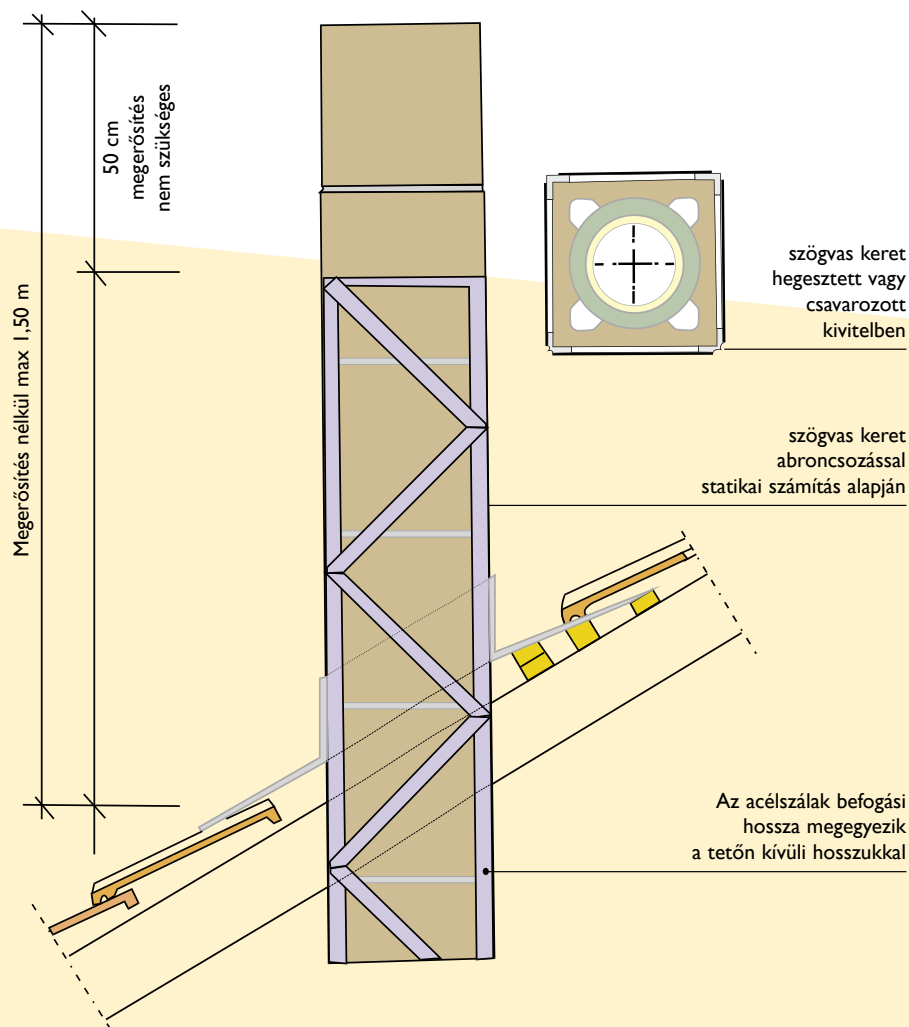 Megerősítés nélkül max 1,50 m
50 cm
megerősítés
nem szükséges
szögvas keret
hegesztett vagy
csavarozott
kivitelben
szögvas keret
abroncsozással
statikai számítás alapján
Az acélszálak befogási
hossza megegyezik
a tetőn kívüli hosszukkal